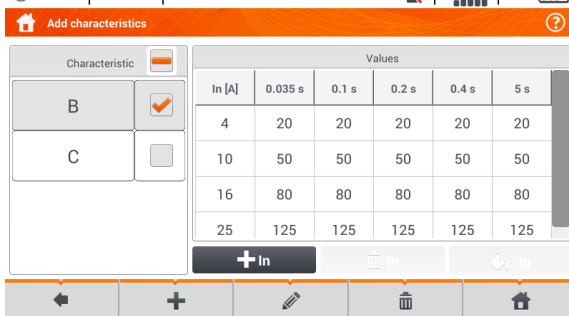 Add characteristics
?
Characteristic
Values
In [A] 0.035 s 0.1 s 0.2 s 0.4 s 5 s
B
4 20 20 20 20 20
C
10 50 50 50 50 50
16 80 80 80 80 80
25 125 125 125 125 125
In In In